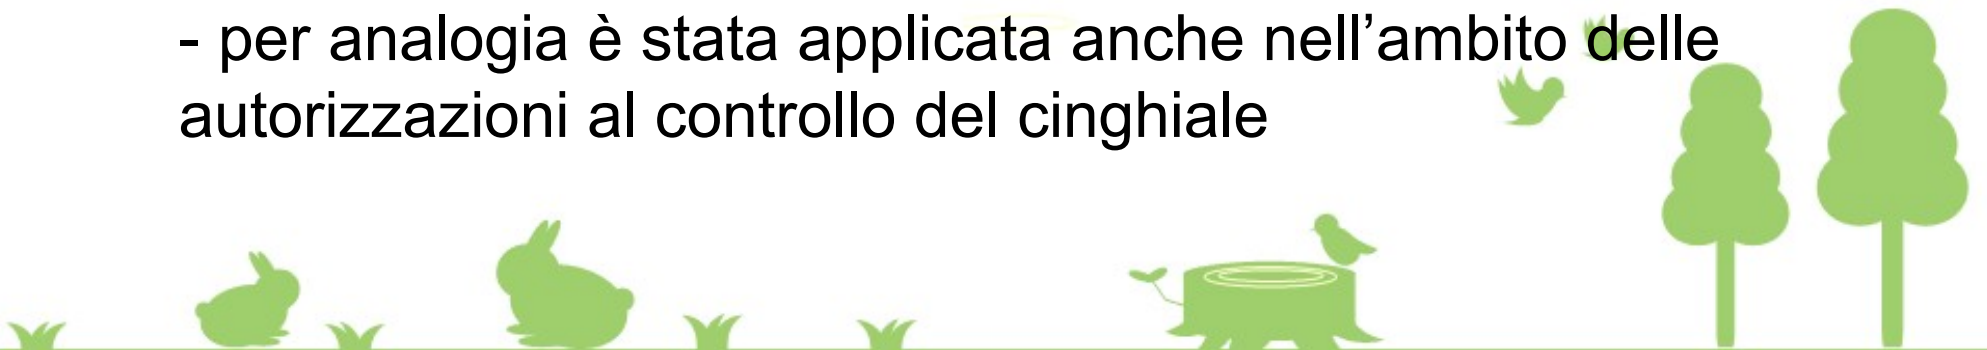 - per analogia è stata applicata anche nell’ambito delle
autorizzazioni al controllo del cinghiale